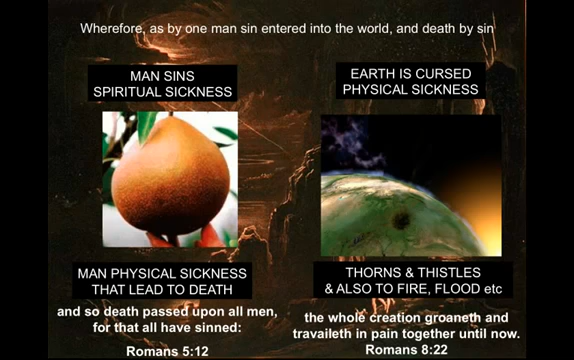 Wherefore, as by one man sin entered into the world, and death by sin
MAN SINS
SPIRITUAL SICKNESS
MAN PHYSICAL SICKNESS
THAT LEAD TO DEATH
and so death passed upon all men,
for that all have sinned:
Romans 5:12
EARTH IS CURSED
PHYSICAL SICKNESS
THORNS & THISTLES
& ALSO TO FIRE, FLOOD etc
the whole creation groaneth and
travaileth in pain together until now.
Romans 8:22